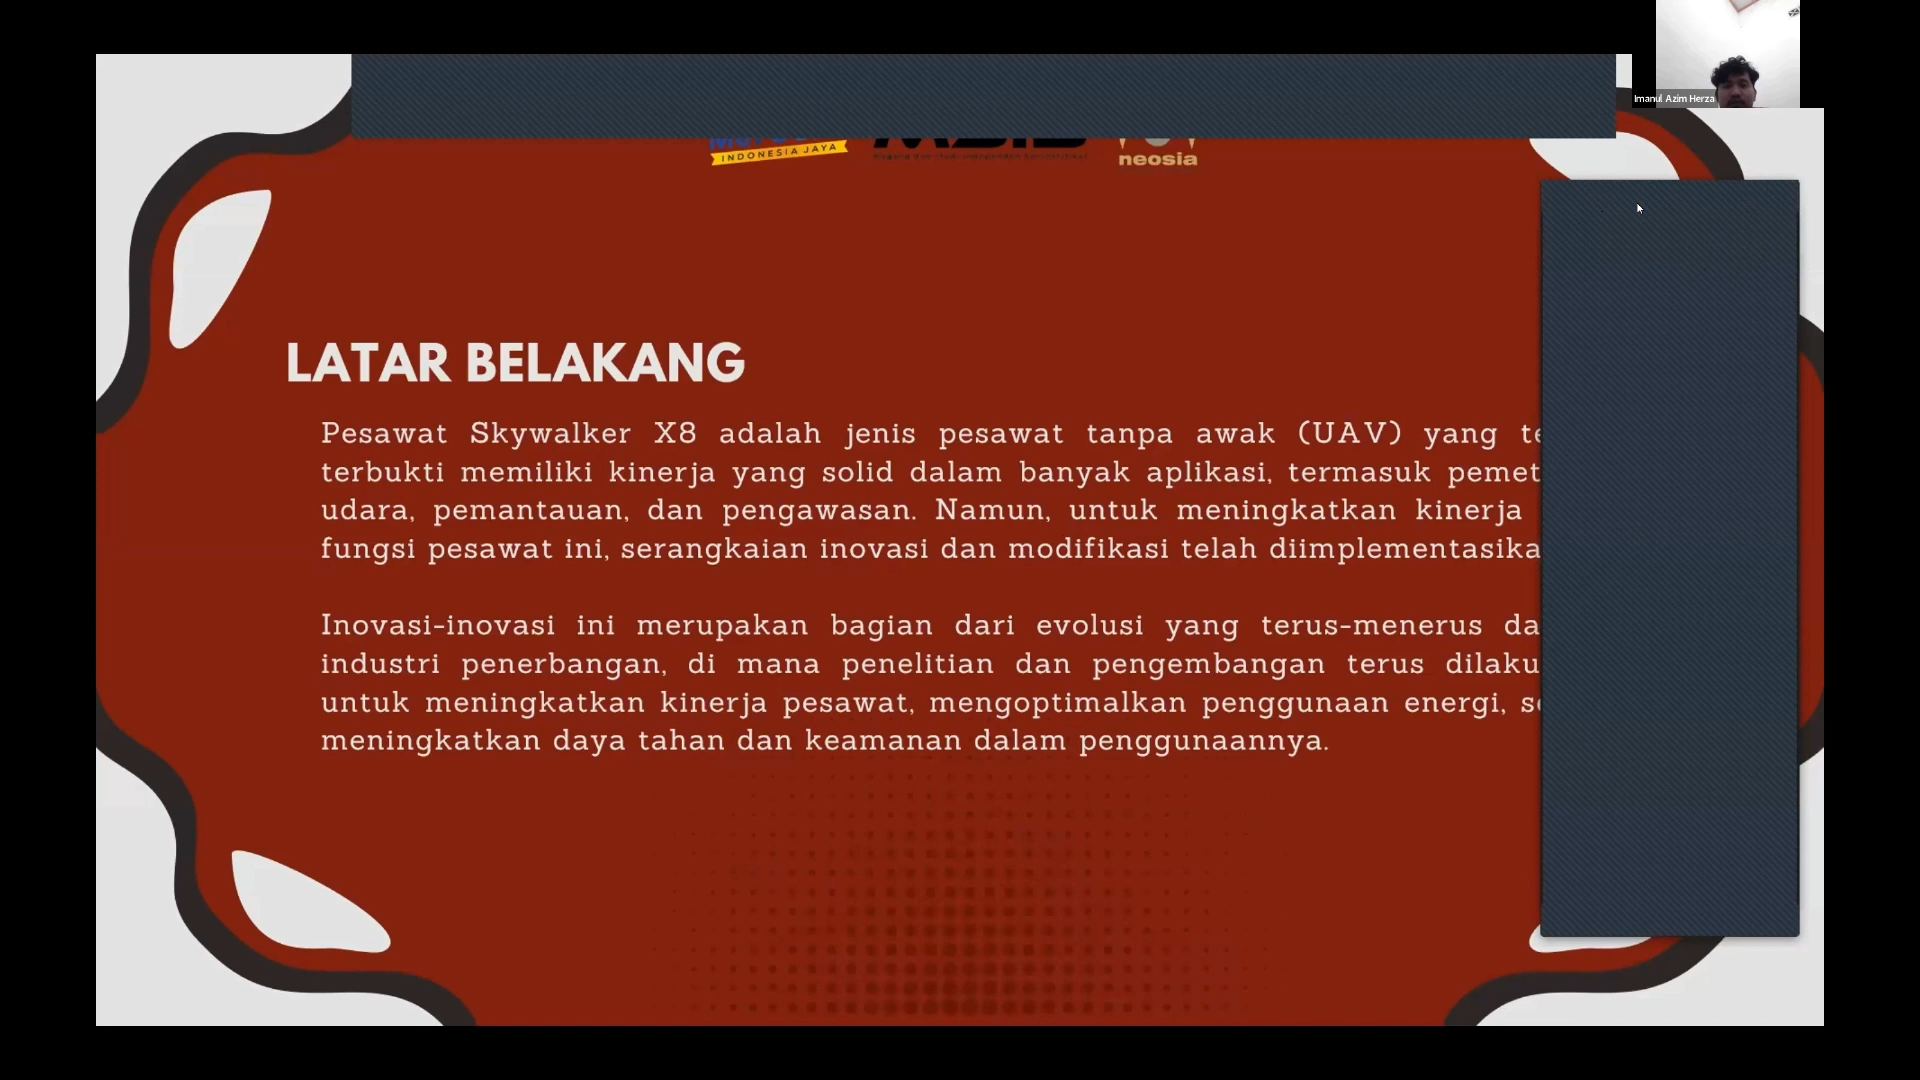 Imanul Azim Herza
INDONESIA JAYA
neosia
LATAR BELAKANG
Pesawat Skywalker X8 adalah jenis pesawat tanpa awak (UAV) yang
terbukti memiliki kinerja yang solid dalam banyak aplikasi, termasuk
udara, pemantauan, dan pengawasan. Namun, untuk meningkatkan kinerja
fungsi pesawat ini, serangkaian inovasi dan modifikasi telah
Inovasi-inovasi ini merupakan bagian dari evolusi yang terus-menerus
industri penerbangan, di mana penelitian dan pengembangan terus
untuk meningkatkan kinerja pesawat, mengoptimalkan penggunaan energi,
meningkatkan daya tahan dan keamanan dalam penggunaannya.